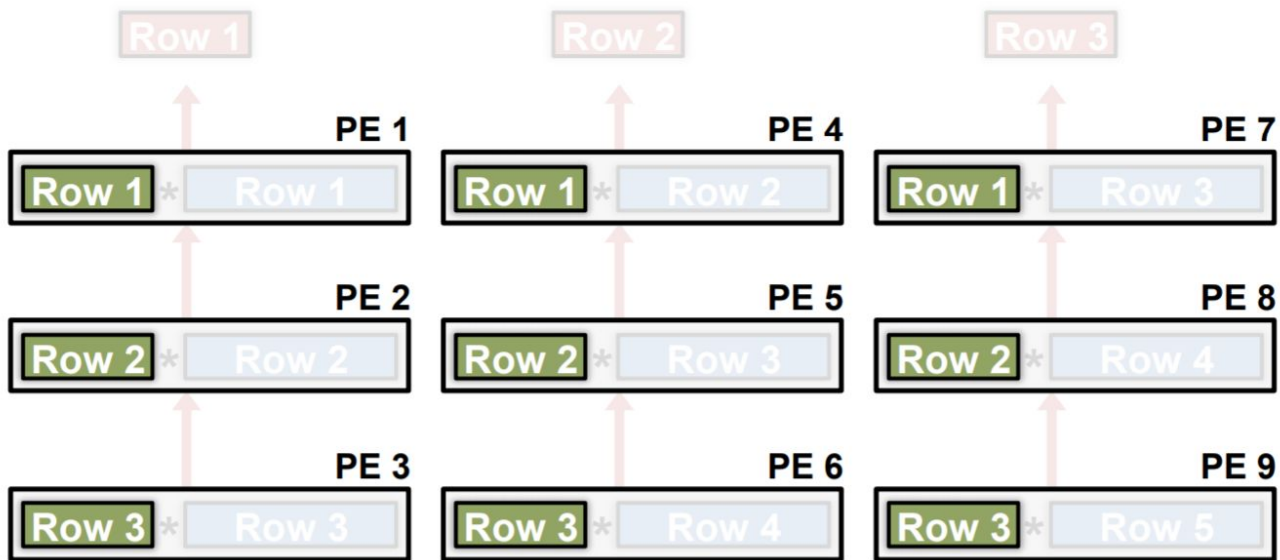 Row 1 Row 2 Row 3
PE 1 PE 4 PE 7
Row 1 * Row 1 Row 1 * Row 2 Row 1 * Row 3
PE 2 PE 5 PE 8
Row 2 * Row 2 Row 2 * Row 3 Row 2 * Row 4
PE 3 PE 6 PE 9
Row 3 * Row 3 Row 3 * Row 4 Row 3 * Row 5